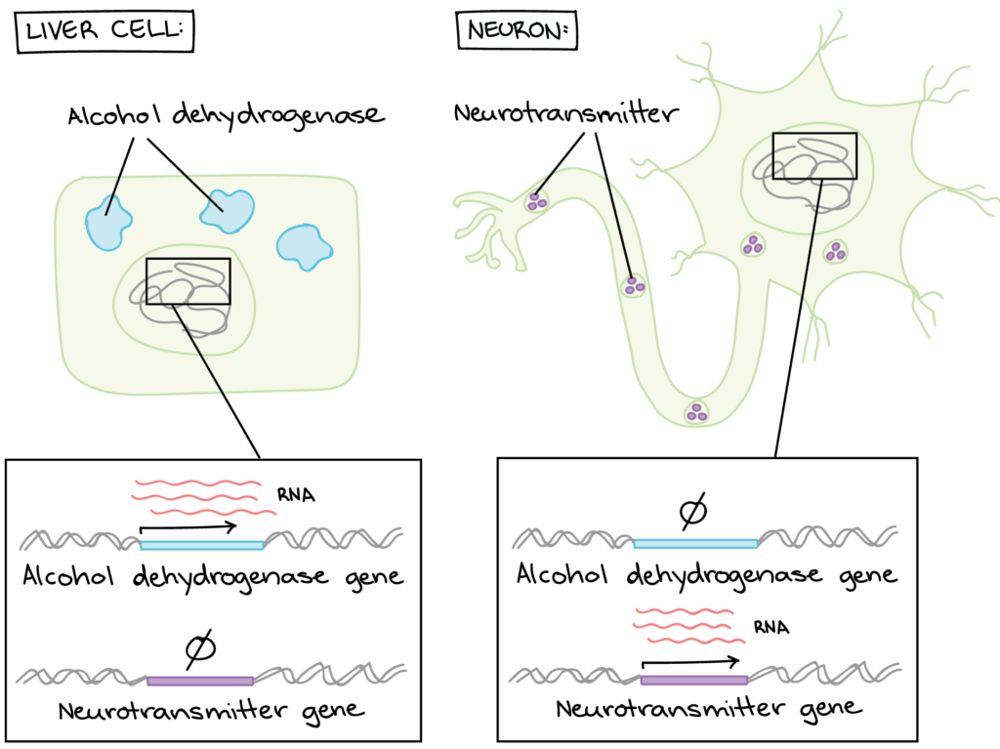 LIVER CELL:
Alcohol dehydrogenase
RNA
Alcohol dehydrogenase gene
Ø
Neurotransmitter gene
NEURON:
Neurotransmitter
Ø
Alcohol dehydrogenase gene
RNA
Neurotransmitter gene